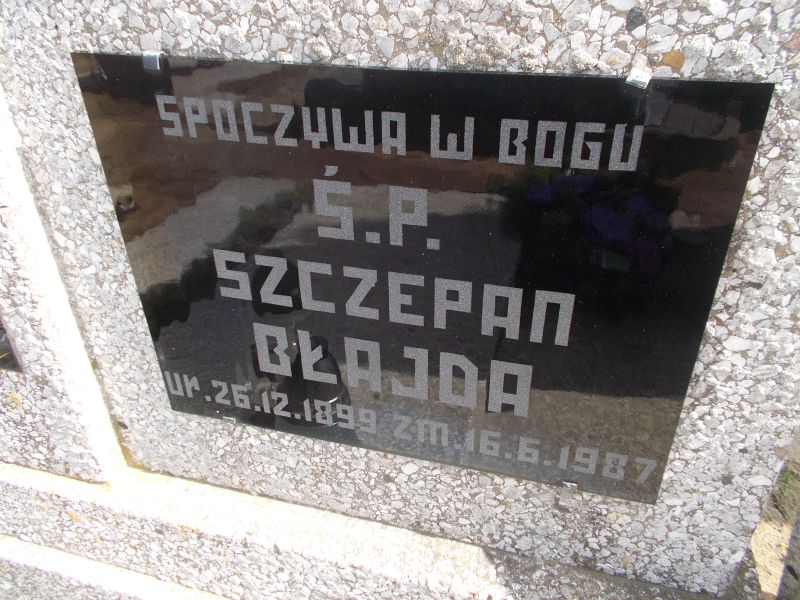 SPOCZYWA W BOGU
Ś.P.
SZCZEPAN
BŁAJDA
ur.26.12.1899 zm.16.6.1987